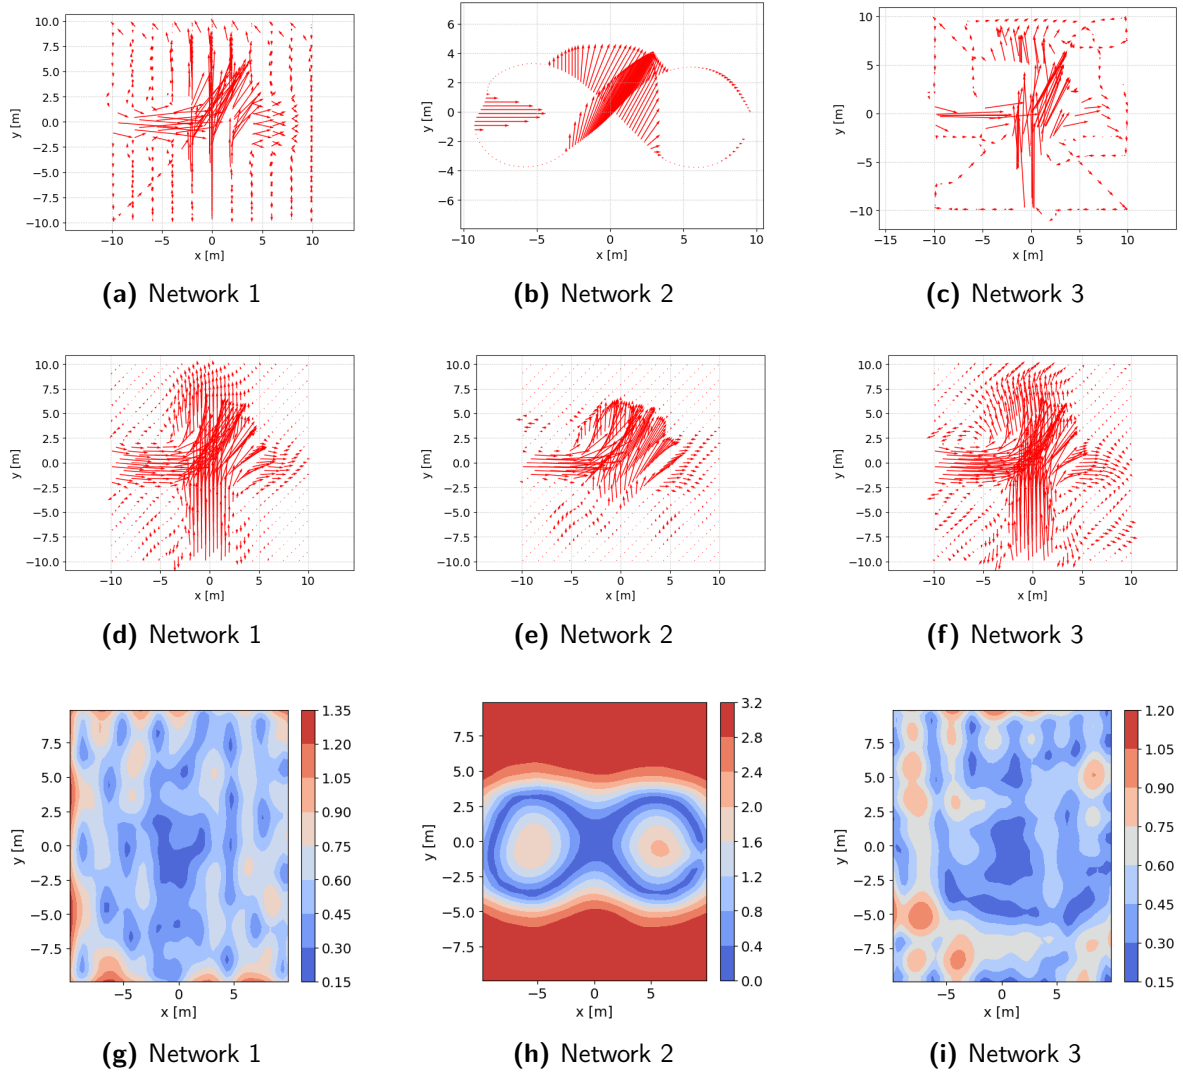 10.0
7.5
5.0
2.5
0.0
−2.5
−5.0
−7.5
−10.0
y [m]
−10 −5 0 5 10
x [m]
6
4
2
0
−2
−4
−6
y [m]
−10 −5 0 5 10
x [m]
10
5
0
−5
−10
y [m]
−15 −10 −5 0 5 10
x [m]
(a) Network 1
(b) Network 2
(c) Network 3
10.0
7.5
5.0
2.5
0.0
−2.5
−5.0
−7.5
−10.0
y [m]
−10 −5 0 5 10
x [m]
10.0
7.5
5.0
2.5
0.0
−2.5
−5.0
−7.5
−10.0
y [m]
−10 −5 0 5 10
x [m]
10.0
7.5
5.0
2.5
0.0
−2.5
−5.0
−7.5
−10.0
y [m]
−10 −5 0 5 10
x [m]
(d) Network 1
(e) Network 2
(f) Network 3
7.5
5.0
2.5
0.0
−2.5
−5.0
−7.5
y [m]
−5 0 5
x [m]
1.35
1.20
1.05
0.90
0.75
0.60
0.45
0.30
0.15
7.5
5.0
2.5
0.0
−2.5
−5.0
−7.5
y [m]
−5 0 5
x [m]
3.2
2.8
2.4
2.0
1.6
1.2
0.8
0.4
0.0
7.5
5.0
2.5
0.0
−2.5
−5.0
−7.5
y [m]
−5 0 5
x [m]
1.20
1.05
0.90
0.75
0.60
0.45
0.30
0.15
(g) Network 1
(h) Network 2
(i) Network 3